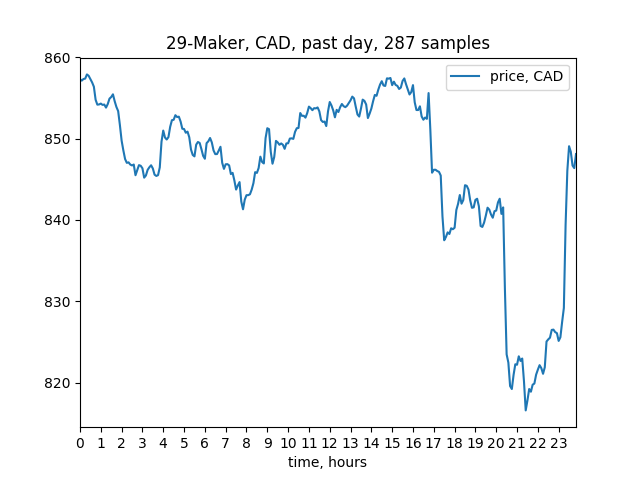 29-Maker, CAD, past day, 287 samples
price, CAD
860
850
840
830
820
0 1 2 3 4 5 6 7 8 9 10 11 12 13 14 15 16 17 18 19 20 21 22 23
time, hours